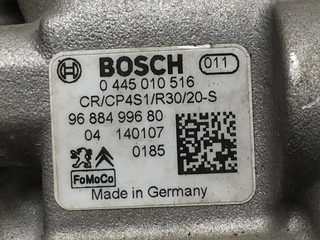 BOSCH 011
0 445 010 516
CR/CP4S1/R30/20-S
96 884 996 80
04 140107
0185
FoMoCo
Made in Germany